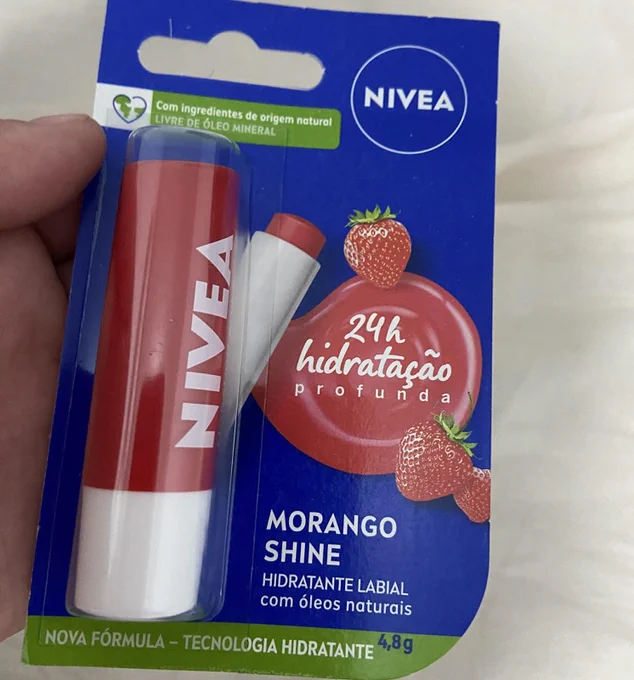 Com ingredientes de origem natural
LIVRE DE ÓLEO MINERAL
NIVEA
NIVEA
24h
hidratação
profunda
MORANGO
SHINE
HIDRATANTE LABIAL
com óleos naturais
NOVA FÓRMULA – TECNOLOGIA HIDRATANTE
4,8g